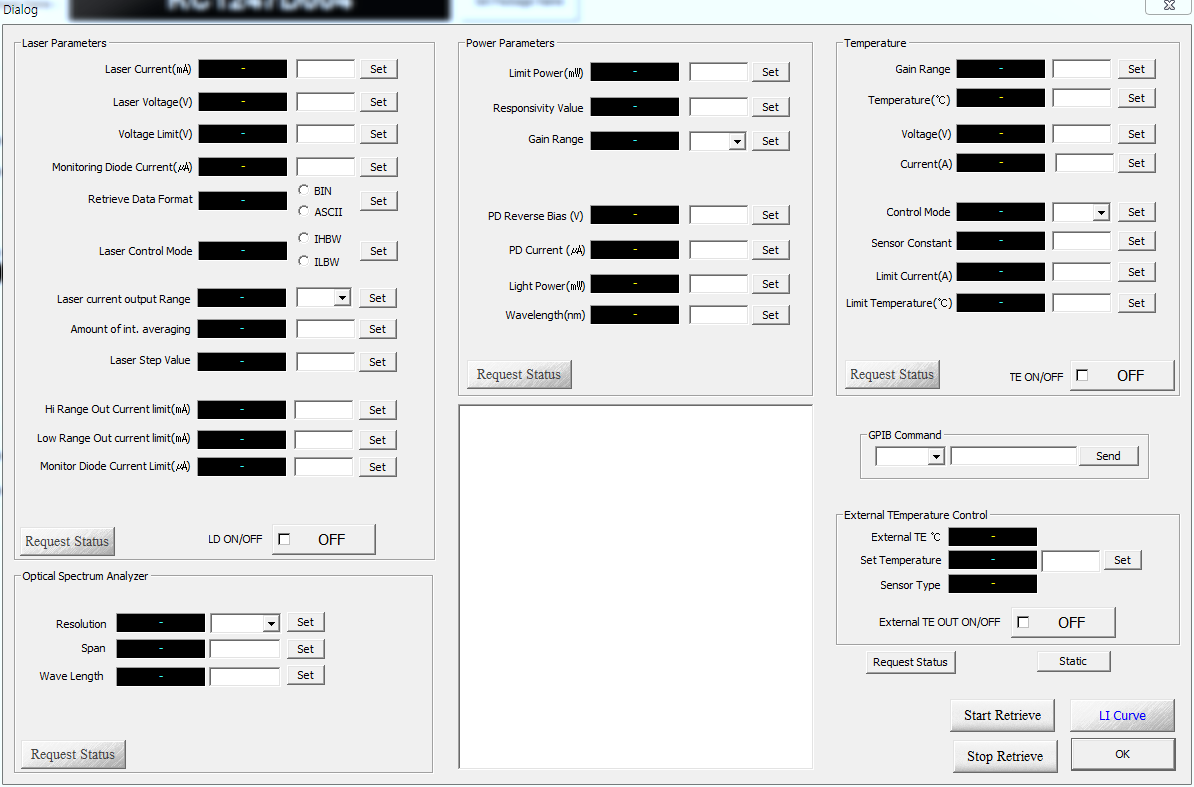 Dialog
Laser Parameters
Laser Current(mA) - Set
Laser Voltage(V) - Set
Voltage Limit(V) - Set
Monitoring Diode Current(μA) - Set
Retrieve Data Format - BIN ASCII Set
Laser Control Mode - IHBW ILBW Set
Laser current output Range - Set
Amount of int. averaging - Set
Laser Step Value - Set
Hi Range Out Current limit(mA) - Set
Low Range Out current limit(mA) - Set
Monitor Diode Current Limit(μA) - Set
Request Status LD ON/OFF OFF
Optical Spectrum Analyzer
Resolution - Set
Span - Set
Wave Length - Set
Request Status
Power Parameters
Limit Power(mW) - Set
Responsivity Value - Set
Gain Range - Set
PD Reverse Bias (V) - Set
PD Current (μA) - Set
Light Power(mW) - Set
Wavelength(nm) - Set
Request Status
Temperature
Gain Range - Set
Temperature(℃) - Set
Voltage(V) - Set
Current(A) - Set
Control Mode - Set
Sensor Constant - Set
Limit Current(A) - Set
Limit Temperature(℃) - Set
Request Status TE ON/OFF OFF
GPIB Command
Send
External TEmperature Control
External TE ℃ -
Set Temperature - Set
Sensor Type -
External TE OUT ON/OFF OFF
Request Status Static
Start Retrieve LI Curve
Stop Retrieve OK